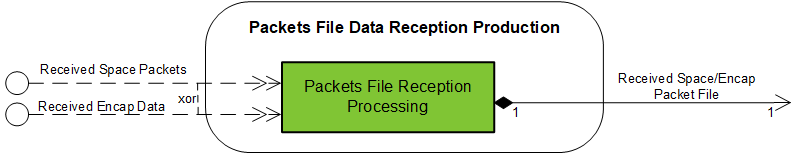 Packets File Data Reception Production
Received Space Packets
Received Encap Data
xor
Packets File Reception
Processing
Received Space/Encap
Packet File
1
1